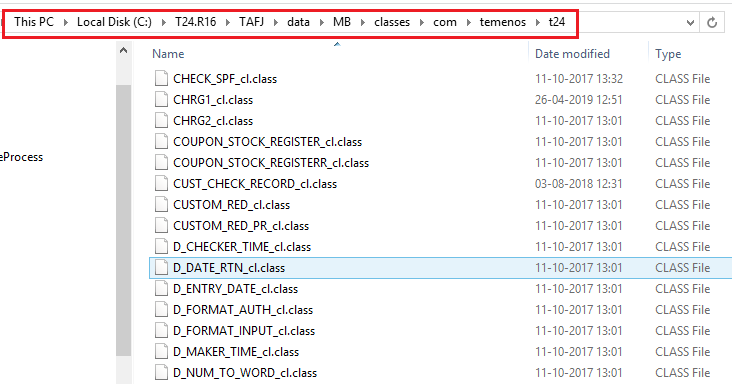 This PC > Local Disk (C:) > T24.R16 > TAFJ > data > MB > classes > com > temenos > t24
Name Date modified Type
CHECK_SPF_cl.class 11-10-2017 13:32 CLASS File
CHRG1_cl.class 26-04-2019 12:51 CLASS File
CHRG2_cl.class 11-10-2017 13:01 CLASS File
COUPON_STOCK_REGISTER_cl.class 11-10-2017 13:01 CLASS File
COUPON_STOCK_REGISTERR_cl.class 11-10-2017 13:01 CLASS File
eProcess
CUST_CHECK_RECORD_cl.class 03-08-2018 12:31 CLASS File
CUSTOM_RED_cl.class 11-10-2017 13:01 CLASS File
CUSTOM_RED_PR_cl.class 11-10-2017 13:01 CLASS File
D_CHECKER_TIME_cl.class 11-10-2017 13:01 CLASS File
D_DATE_RTN_cl.class 11-10-2017 13:01 CLASS File
D_ENTRY_DATE_cl.class 11-10-2017 13:01 CLASS File
D_FORMAT_AUTH_cl.class 11-10-2017 13:01 CLASS File
D_FORMAT_INPUT_cl.class 11-10-2017 13:01 CLASS File
D_MAKER_TIME_cl.class 11-10-2017 13:01 CLASS File
D_NUM_TO_WORD_cl.class 11-10-2017 13:01 CLASS File